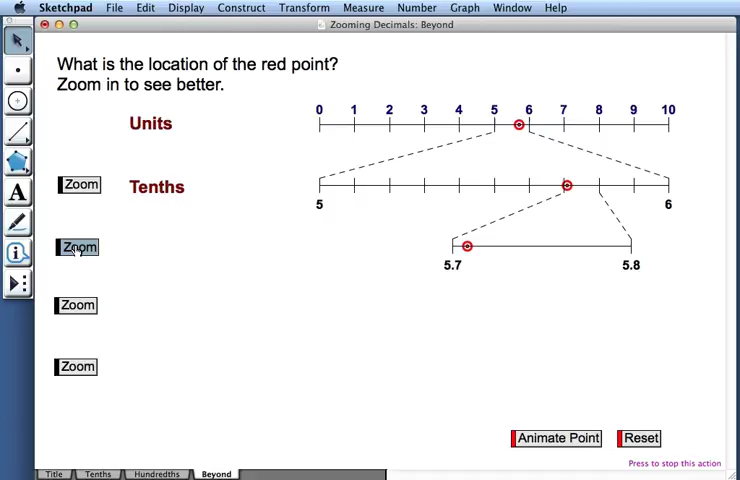 Sketchpad File Edit Display Construct Transform Measure Number Graph Window Help
Zooming Decimals: Beyond
What is the location of the red point?
Zoom in to see better.
Units
0 1 2 3 4 5 6 7 8 9 10
Zoom
Tenths
5 6
Zoom
5.7 5.8
Zoom
Zoom
Animate Point Reset
Press to stop this action
Title Tenths Hundredths Beyond
A